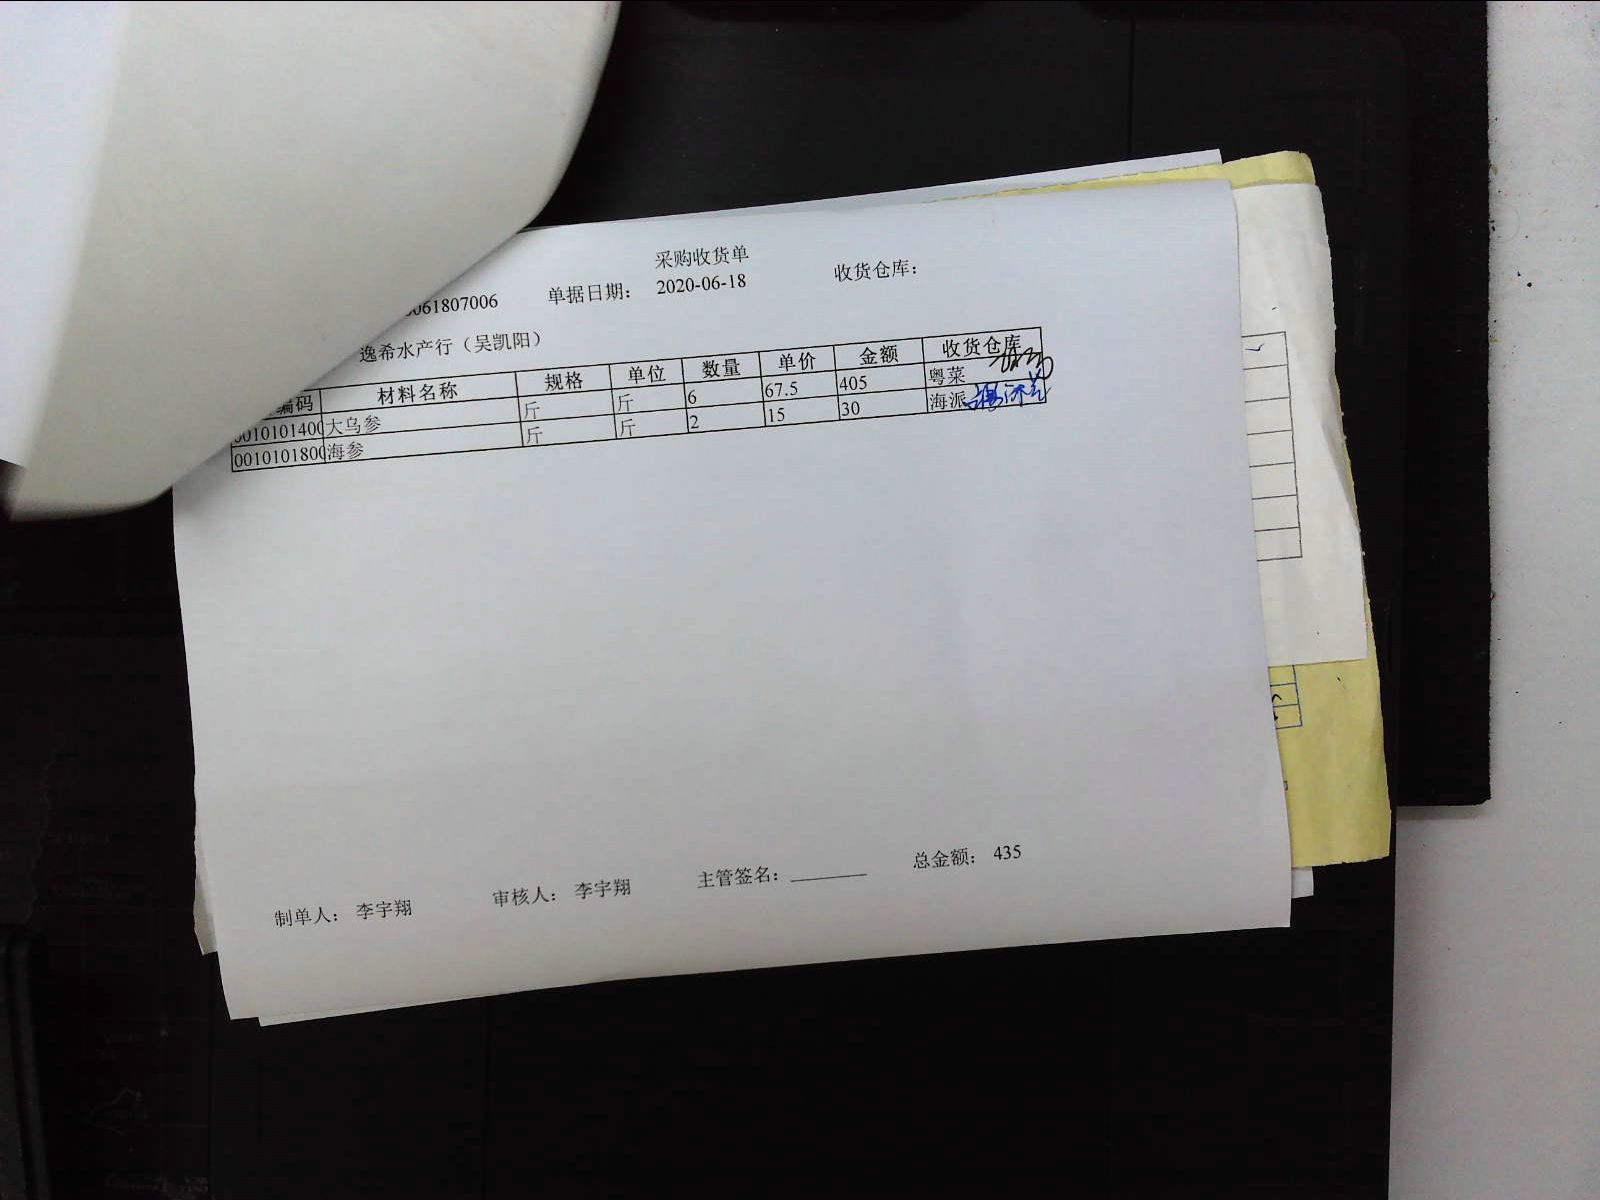 采购收货单
061807006 单据日期： 2020-06-18 收货仓库：
逸希水产行（吴凯阳）
编码 材料名称 规格 单位 数量 单价 金额 收货仓库
0010101400 大乌参 斤 斤 6 67.5 405 粤菜
0010101800 海参 斤 斤 2 15 30 海派
制单人： 李宇翔 审核人： 李宇翔 主管签名：_______ 总金额： 435